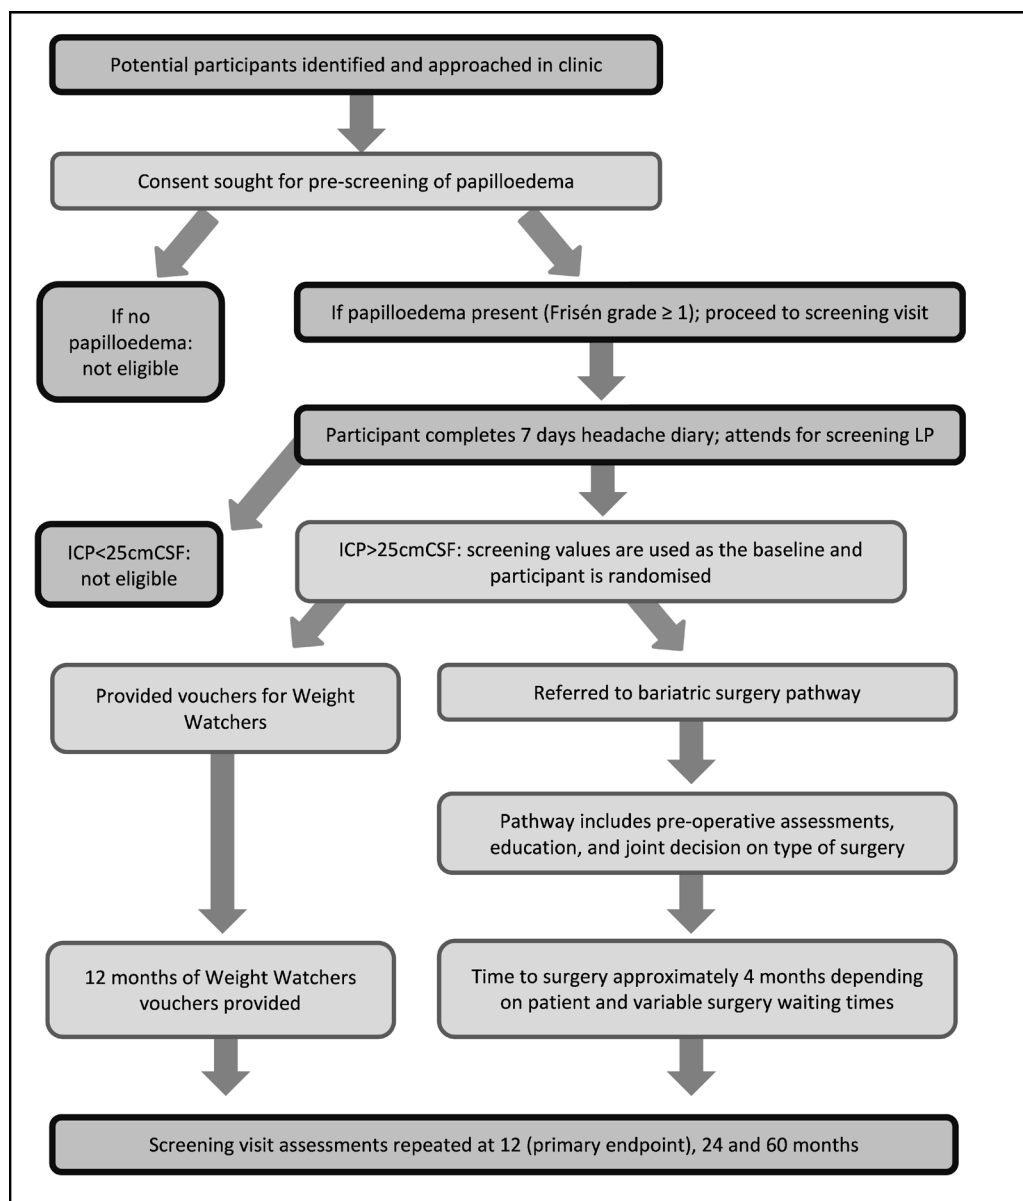 Potential participants identified and approached in clinic
Consent sought for pre-screening of papilloedema
If no
papilloedema:
not eligible
If papilloedema present (Frisén grade ≥ 1); proceed to screening visit
Participant completes 7 days headache diary; attends for screening LP
ICP<25cmCSF:
not eligible
ICP>25cmCSF: screening values are used as the baseline and
participant is randomised
Provided vouchers for Weight
Watchers
Referred to bariatric surgery pathway
Pathway includes pre-operative assessments,
education, and joint decision on type of surgery
12 months of Weight Watchers
vouchers provided
Time to surgery approximately 4 months depending
on patient and variable surgery waiting times
Screening visit assessments repeated at 12 (primary endpoint), 24 and 60 months